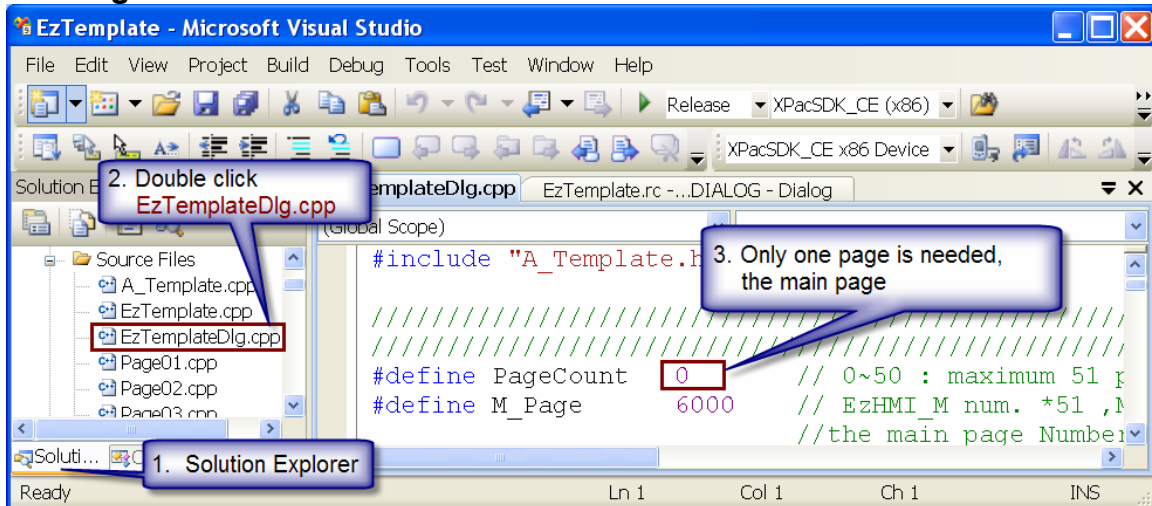 EzTemplate - Microsoft Visual Studio
File Edit View Project Build Debug Tools Test Window Help
Release XPacSDK_CE (x86)
XPacSDK_CE x86 Device
Solution E
2. Double click
EzTemplateDlg.cpp
emplateDlg.cpp EzTemplate.rc -...DIALOG - Dialog
(Global Scope)
Source Files
A_Template.cpp
EzTemplate.cpp
EzTemplateDlg.cpp
Page01.cpp
Page02.cpp
Page03.cpp
#include "A_Template.h
3. Only one page is needed,
the main page
////////////////////////////////////////////////
////////////////////////////////////////////////
#define PageCount 0 // 0~50 : maximum 51 p
#define M_Page 6000 // EzHMI_M num. *51 ,M
//the main page Number
Soluti... C
1. Solution Explorer
Ready Ln 1 Col 1 Ch 1 INS